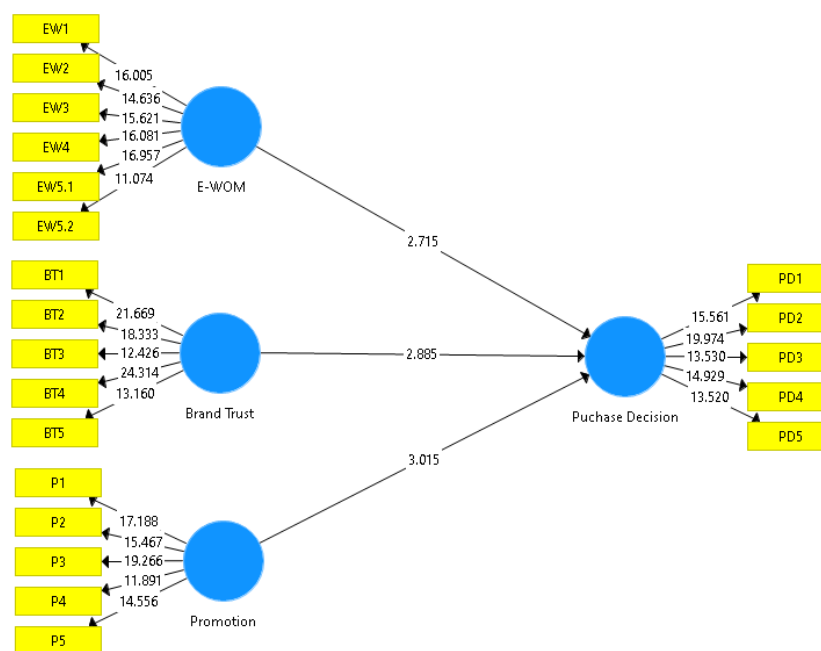 EW1
EW2
EW3
EW4
EW5.1
EW5.2
16.005
14.636
15.621
16.081
16.957
11.074
E-WOM
2.715
BT1
BT2
BT3
BT4
BT5
21.669
18.333
12.426
24.314
13.160
Brand Trust
2.885
P1
P2
P3
P4
P5
17.188
15.467
19.266
11.891
14.556
Promotion
3.015
Puchase Decision
15.561
19.974
13.530
14.929
13.520
PD1
PD2
PD3
PD4
PD5